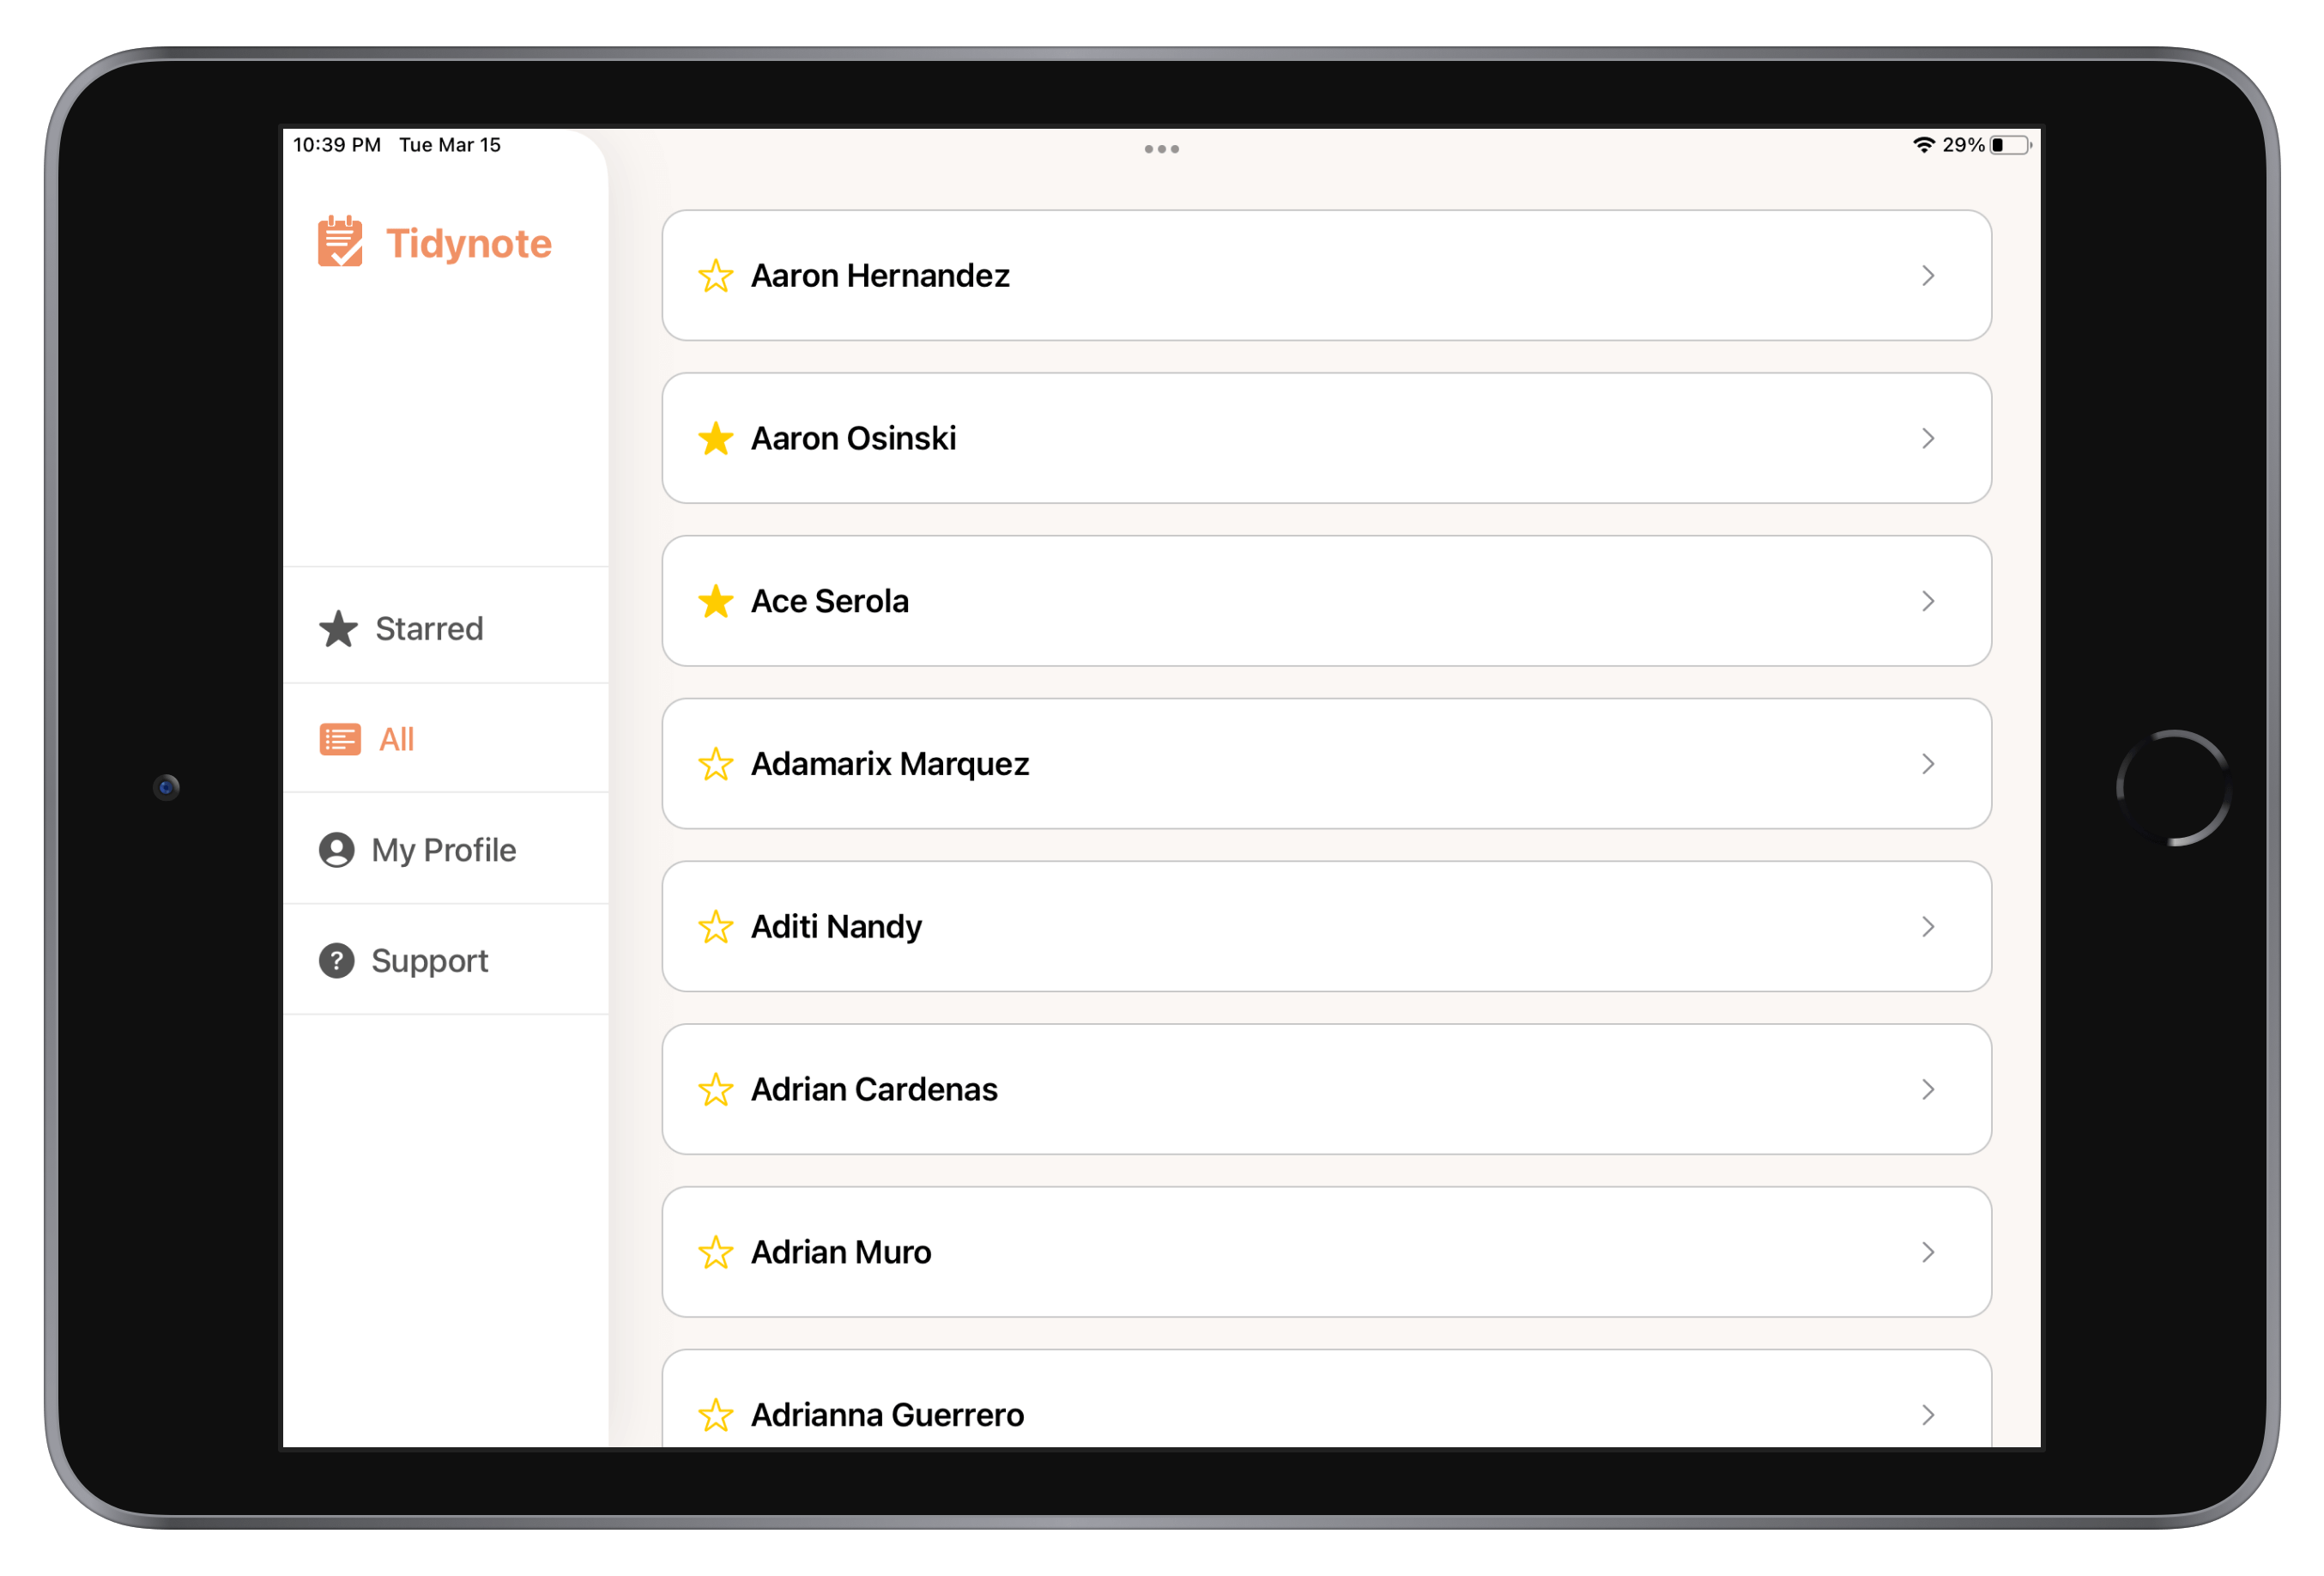 10:39 PM Tue Mar 15
29%
Tidynote
Starred
All
My Profile
Support
Aaron Hernandez
Aaron Osinski
Ace Serola
Adamarix Marquez
Aditi Nandy
Adrian Cardenas
Adrian Muro
Adrianna Guerrero